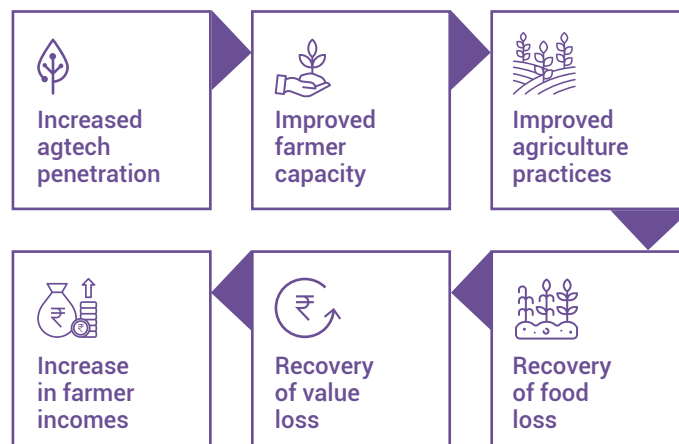 Increased
agtech
penetration
Improved
farmer
capacity
Improved
agriculture
practices
Increase
in farmer
incomes
Recovery
of value
loss
Recovery
of food
loss